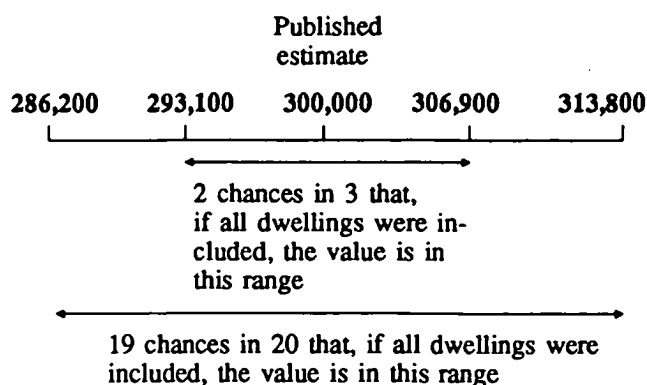 Published
estimate
286,200 293,100 300,000 306,900 313,800
2 chances in 3 that,
if all dwellings were in-
cluded, the value is in
this range
19 chances in 20 that, if all dwellings were
included, the value is in this range